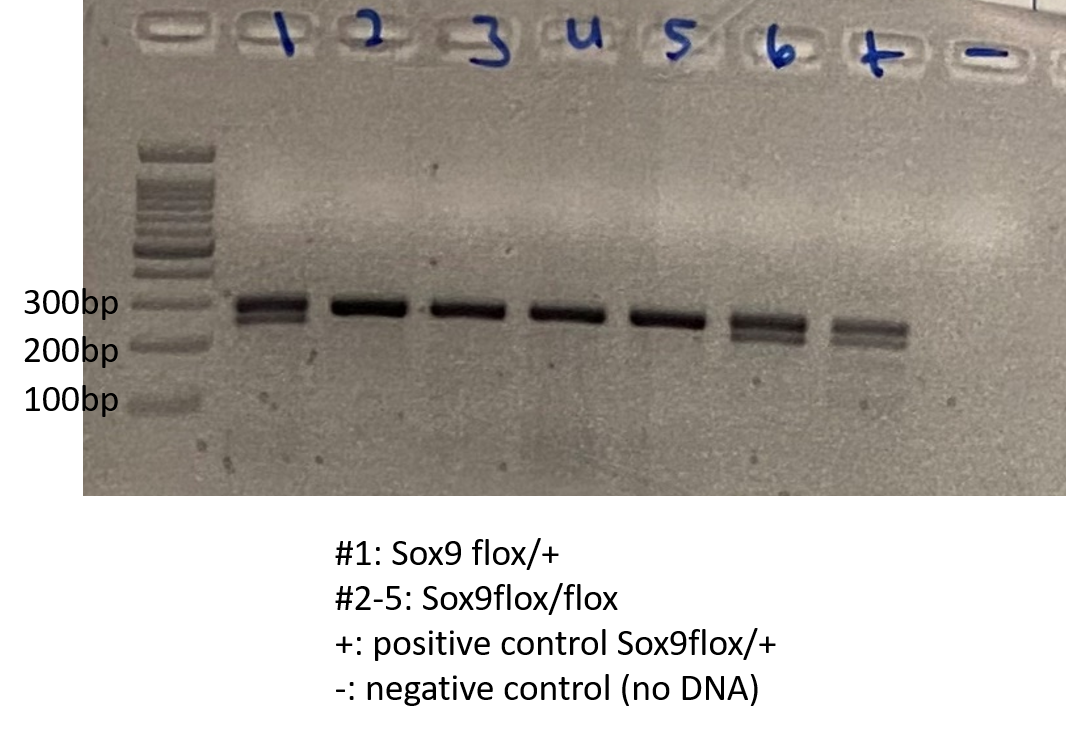 1 2 3 4 5 6 + -
300bp
200bp
100bp
#1: Sox9 flox/+
#2-5: Sox9flox/flox
+: positive control Sox9flox/+
-: negative control (no DNA)